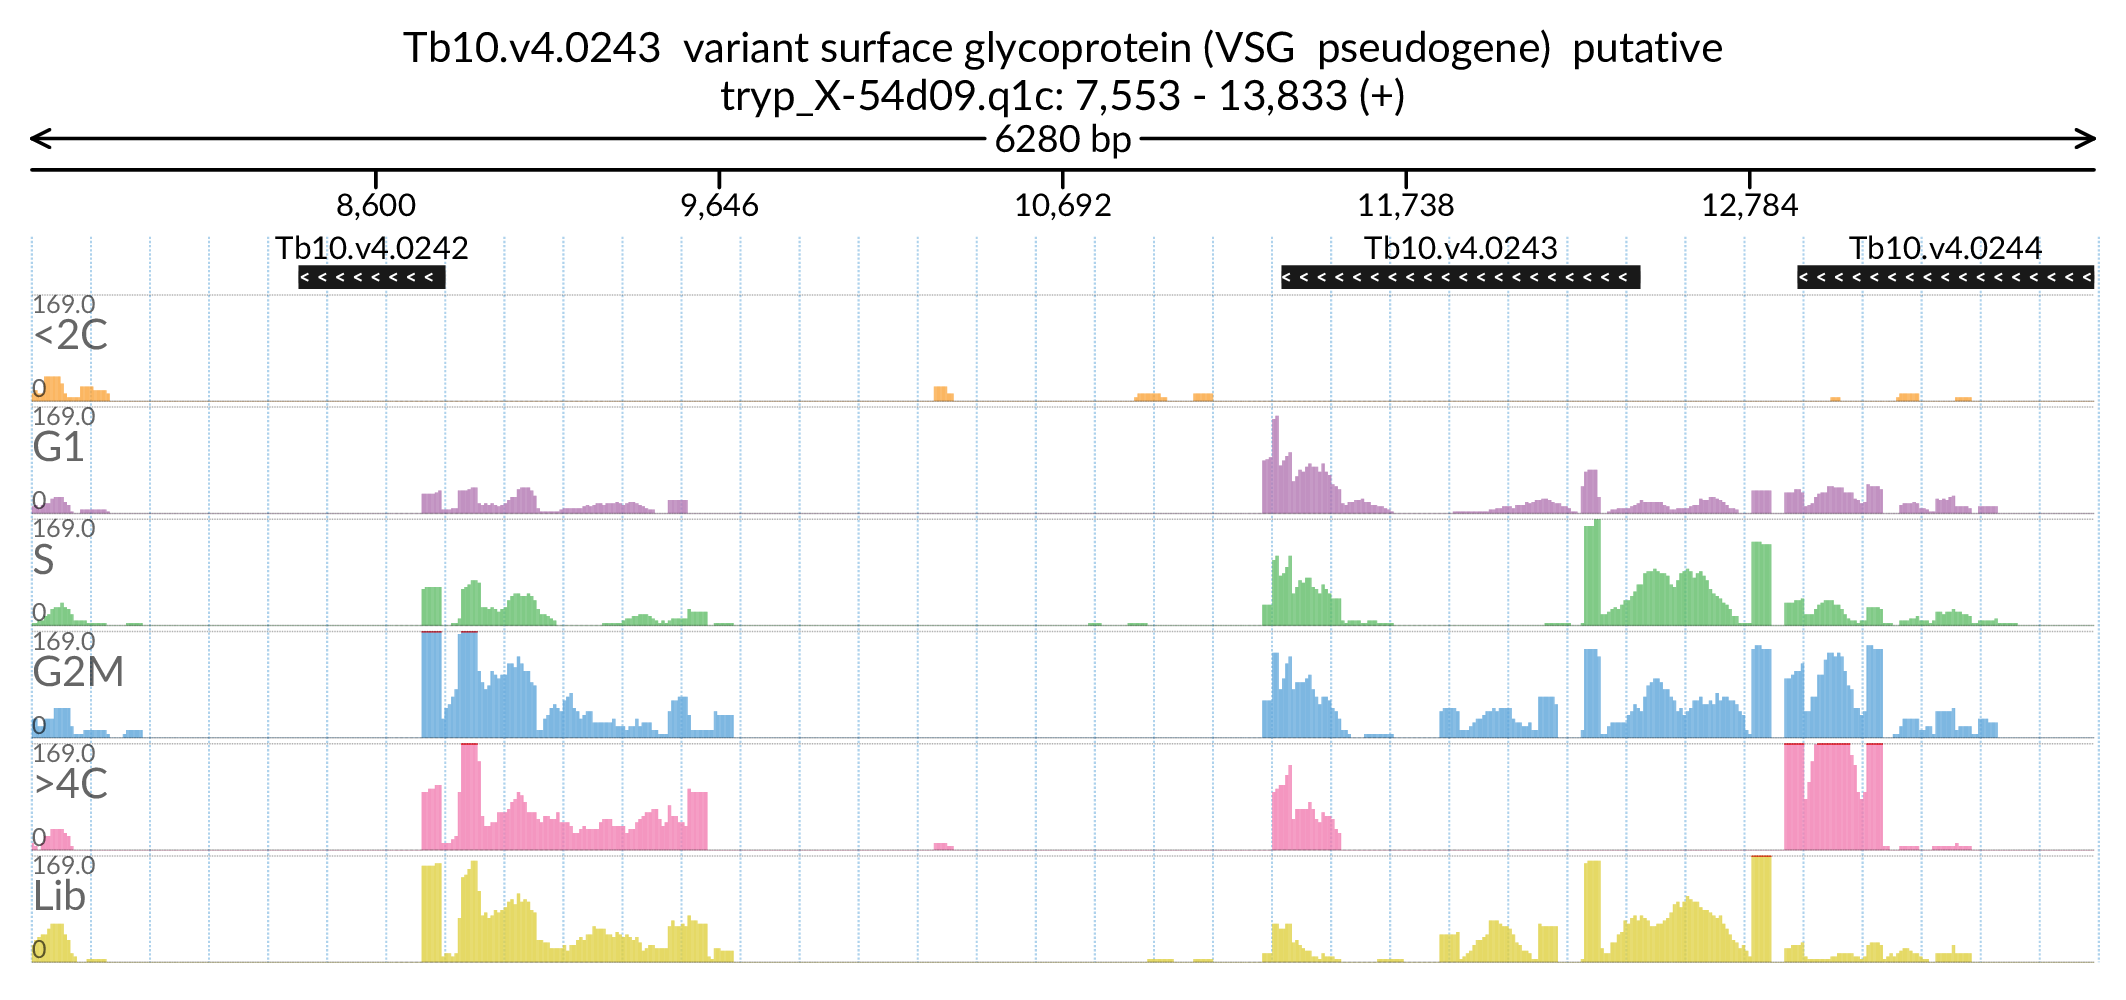 Tb10.v4.0243  variant surface glycoprotein (VSG  pseudogene)  putative
tryp_X-54d09.q1c: 7,553 - 13,833 (+)
6280 bp
8,600 9,646 10,692 11,738 12,784
Tb10.v4.0242 Tb10.v4.0243 Tb10.v4.0244
169.0
<2C
0
169.0
G1
0
169.0
S
0
169.0
G2M
0
169.0
>4C
0
169.0
Lib
0